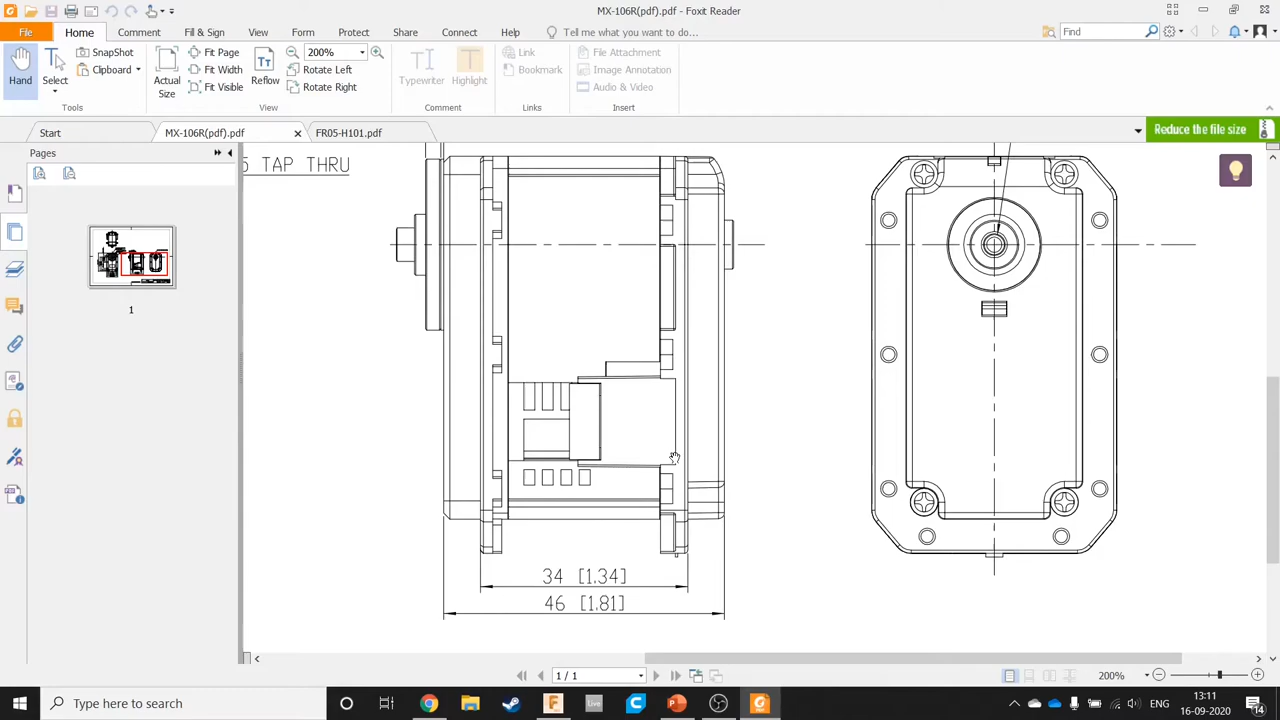 MX-106R(pdf).pdf - Foxit Reader
File
Home
Comment
Fill & Sign
View
Form
Protect
Share
Connect
Help
Tell me what you want to do...
Find
Hand
Select
SnapShot
Clipboard
Tools
Actual
Size
Fit Page
Fit Width
Fit Visible
Reflow
200%
Rotate Left
Rotate Right
View
Typewriter
Highlight
Comment
Link
Bookmark
Links
File Attachment
Image Annotation
Audio & Video
Insert
Start
MX-106R(pdf).pdf
FR05-H101.pdf
Reduce the file size
Pages
1
5 TAP THRU
34 [1.34]
46 [1.81]
1 / 1
200%
Type here to search
live
13:11
16-09-2020
14